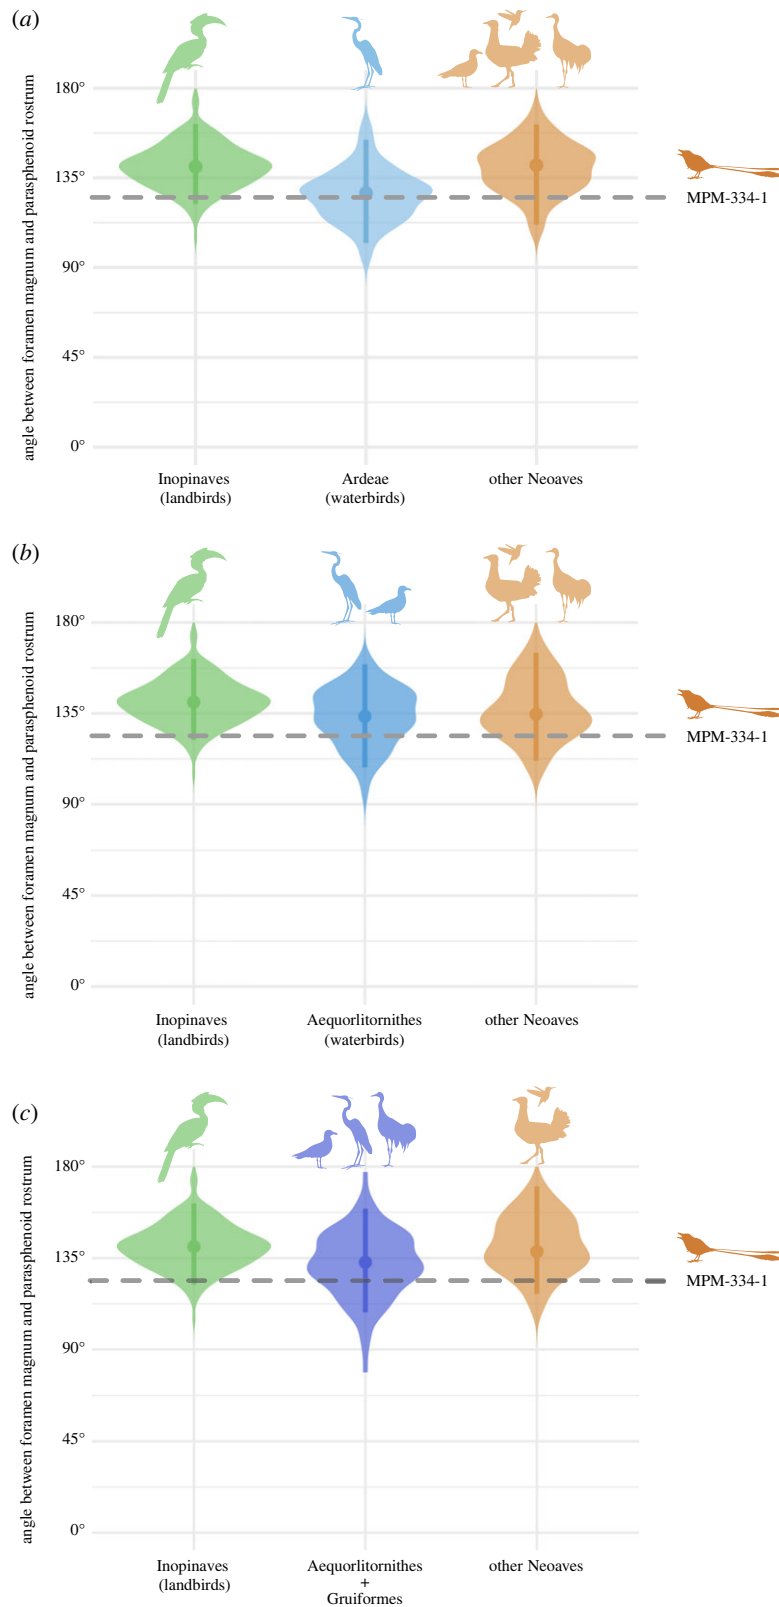 (a)
angle between foramen magnum and parasphenoid rostrum
180°
135°
90°
45°
0°
MPM-334-1
Inopinaves
(landbirds)
Ardeae
(waterbirds)
other Neoaves
(b)
angle between foramen magnum and parasphenoid rostrum
180°
135°
90°
45°
0°
MPM-334-1
Inopinaves
(landbirds)
Aequorlitornithes
(waterbirds)
other Neoaves
(c)
angle between foramen magnum and parasphenoid rostrum
180°
135°
90°
45°
0°
MPM-334-1
Inopinaves
(landbirds)
Aequorlitornithes
+
Gruiformes
other Neoaves